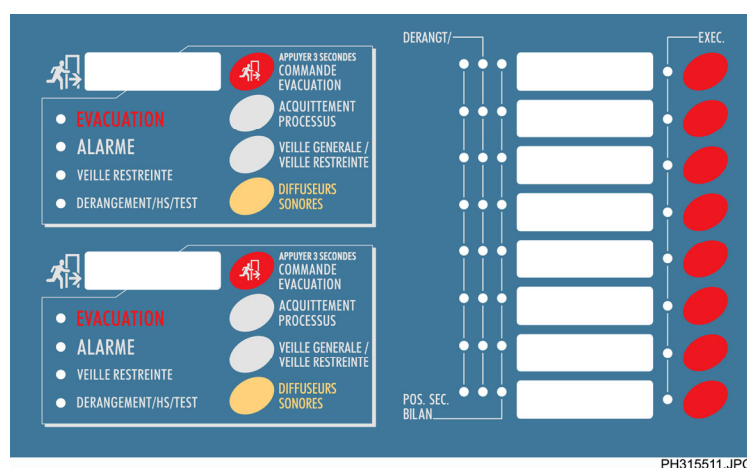 APPUYER 3 SECONDES
COMMANDE
EVACUATION
ACQUITTEMENT
PROCESSUS
EVACUATION
ALARME
VEILLE GENERALE /
VEILLE RESTREINTE
VEILLE RESTREINTE
DIFFUSEURS
SONORES
DERANGEMENT/HS/TEST
APPUYER 3 SECONDES
COMMANDE
EVACUATION
ACQUITTEMENT
PROCESSUS
EVACUATION
ALARME
VEILLE GENERALE /
VEILLE RESTREINTE
VEILLE RESTREINTE
DIFFUSEURS
SONORES
DERANGEMENT/HS/TEST
DERANGT/
EXEC.
POS. SEC.
BILAN
PH315511.JPG